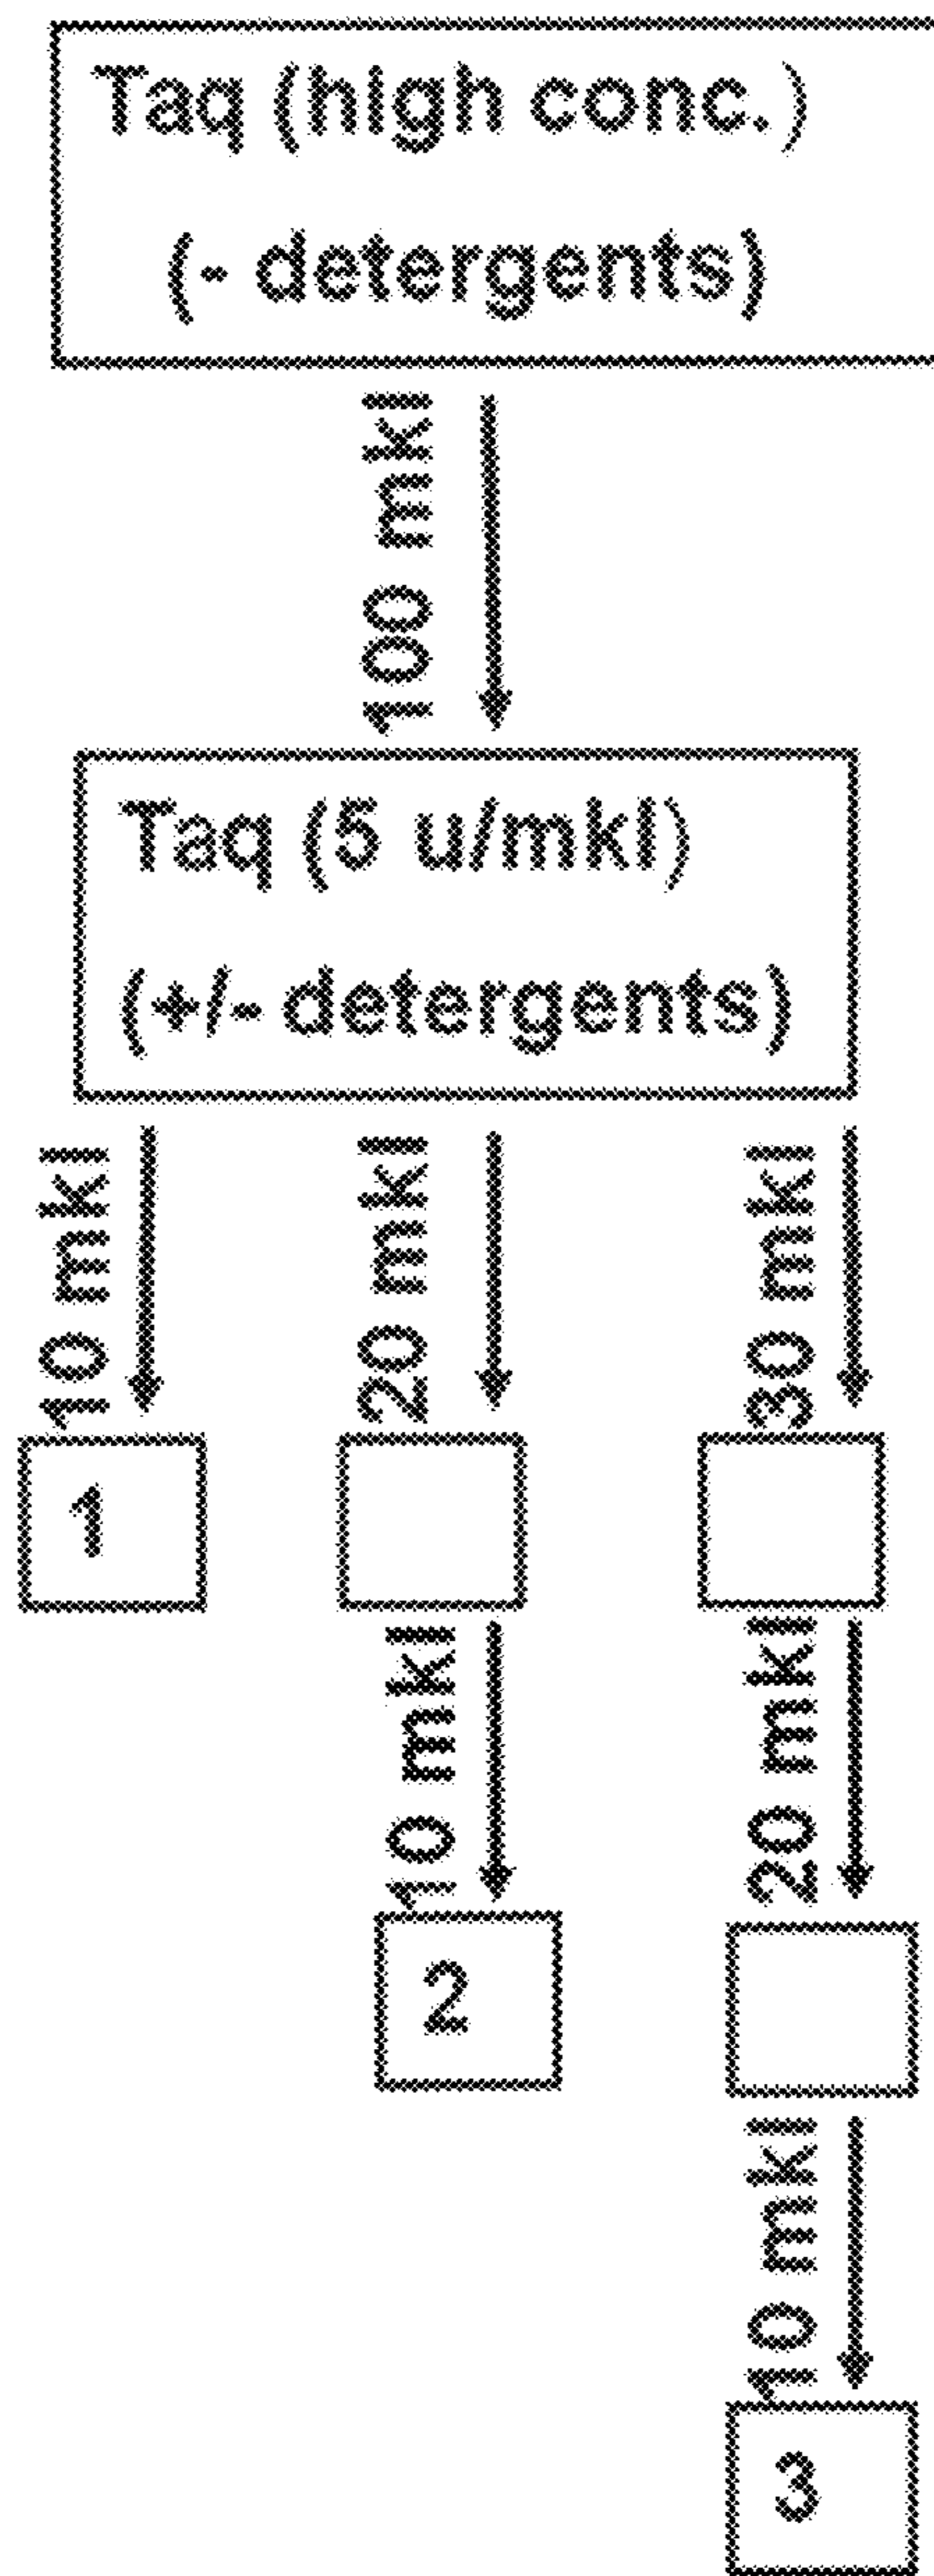 Taq (high conc.)
(- detergents)
100 mkl
Taq (5 u/mkl)
(+/- detergents)
10 mkl
20 mkl
30 mkl
1
10 mkl
20 mkl
2
10 mkl
3